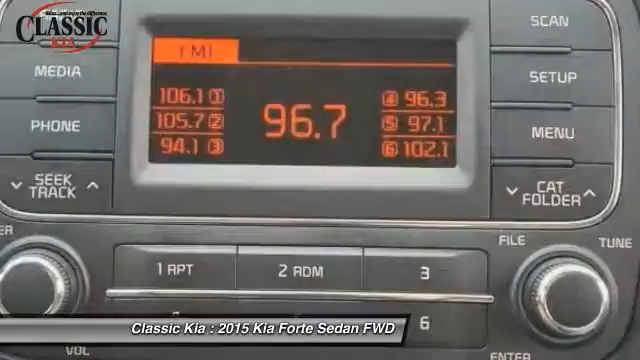 CLASSIC
KIA
SCAN
MEDIA
SETUP
PHONE
MENU
SEEK
TRACK
CAT
FOLDER
FM1
106.1 1
105.7 2
94.1 3
96.7
4 96.3
5 97.1
6 102.1
FILE
TUNE
1 RPT
2 RDM
3
6
VOL
ENTER
Classic Kia : 2015 Kia Forte Sedan FWD